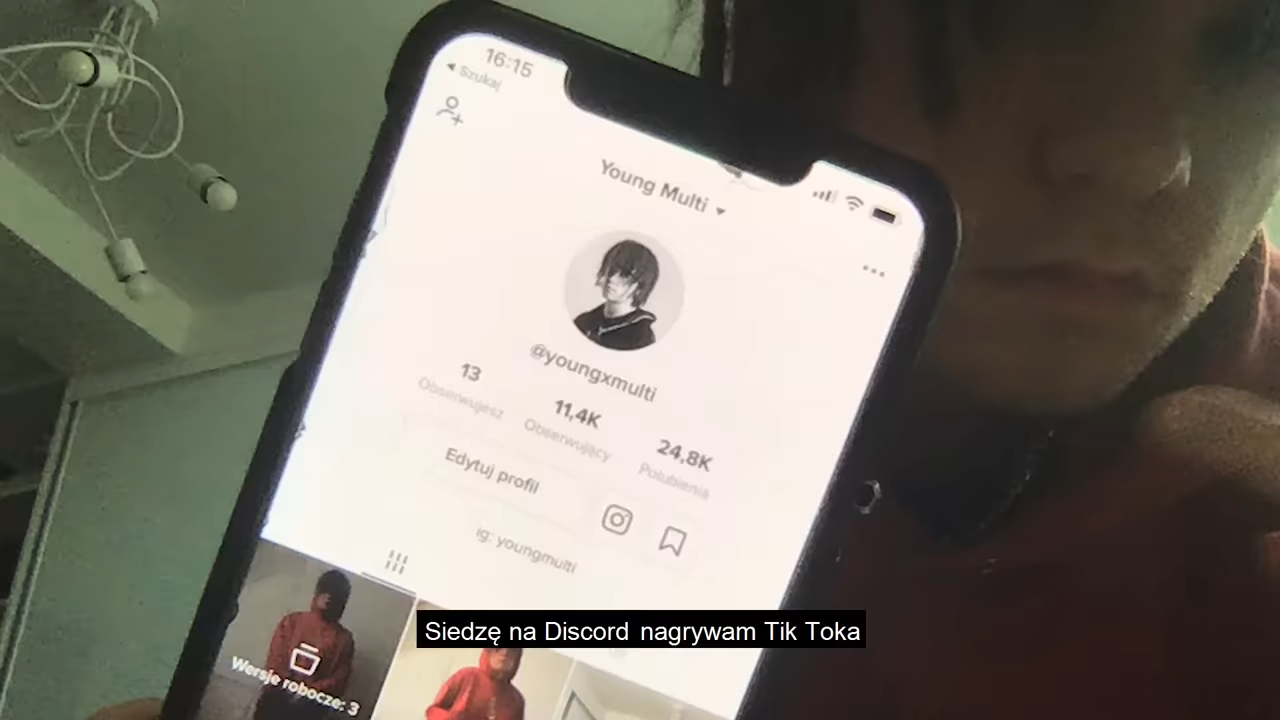 16:15
Szukaj
Young Multi
@youngxmulti
13
Obserwujesz
11,4K
Obserwujący
24,8K
Polubienia
Edytuj profil
ig: youngmulti
Wersje robocze: 3
Siedzę na Discord nagrywam Tik Toka